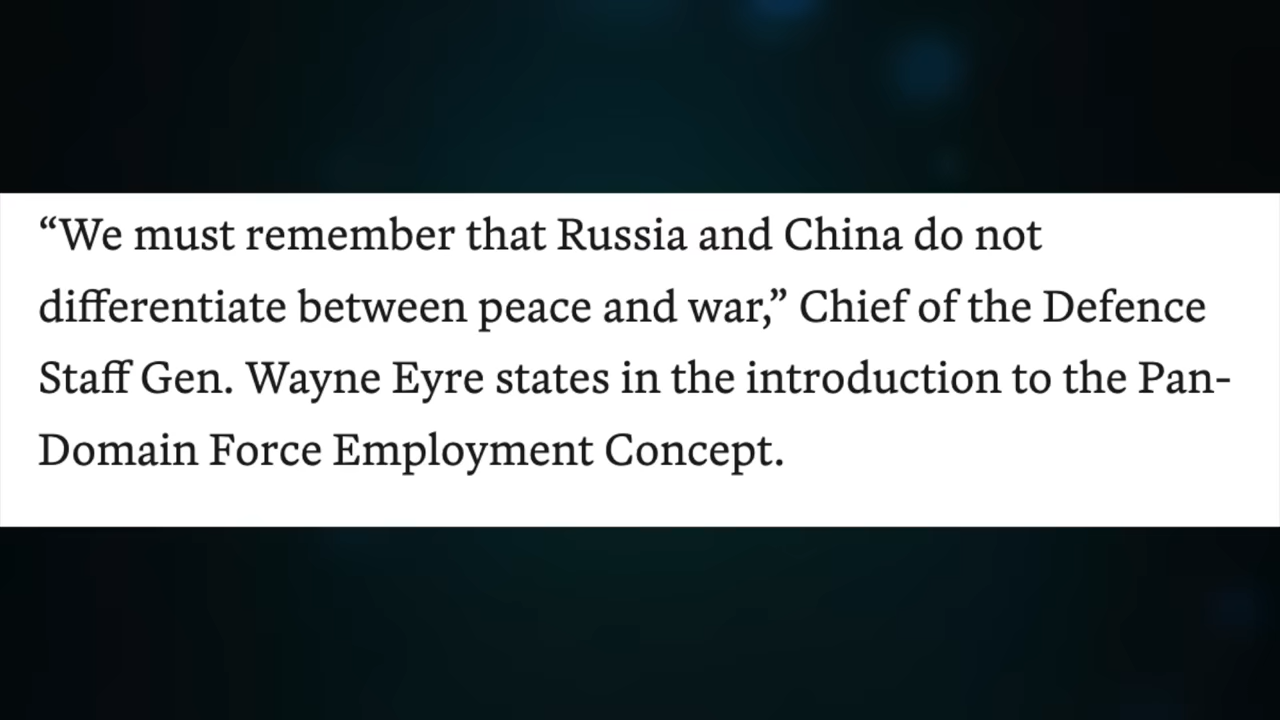 “We must remember that Russia and China do not
differentiate between peace and war,” Chief of the Defence
Staff Gen. Wayne Eyre states in the introduction to the Pan-
Domain Force Employment Concept.